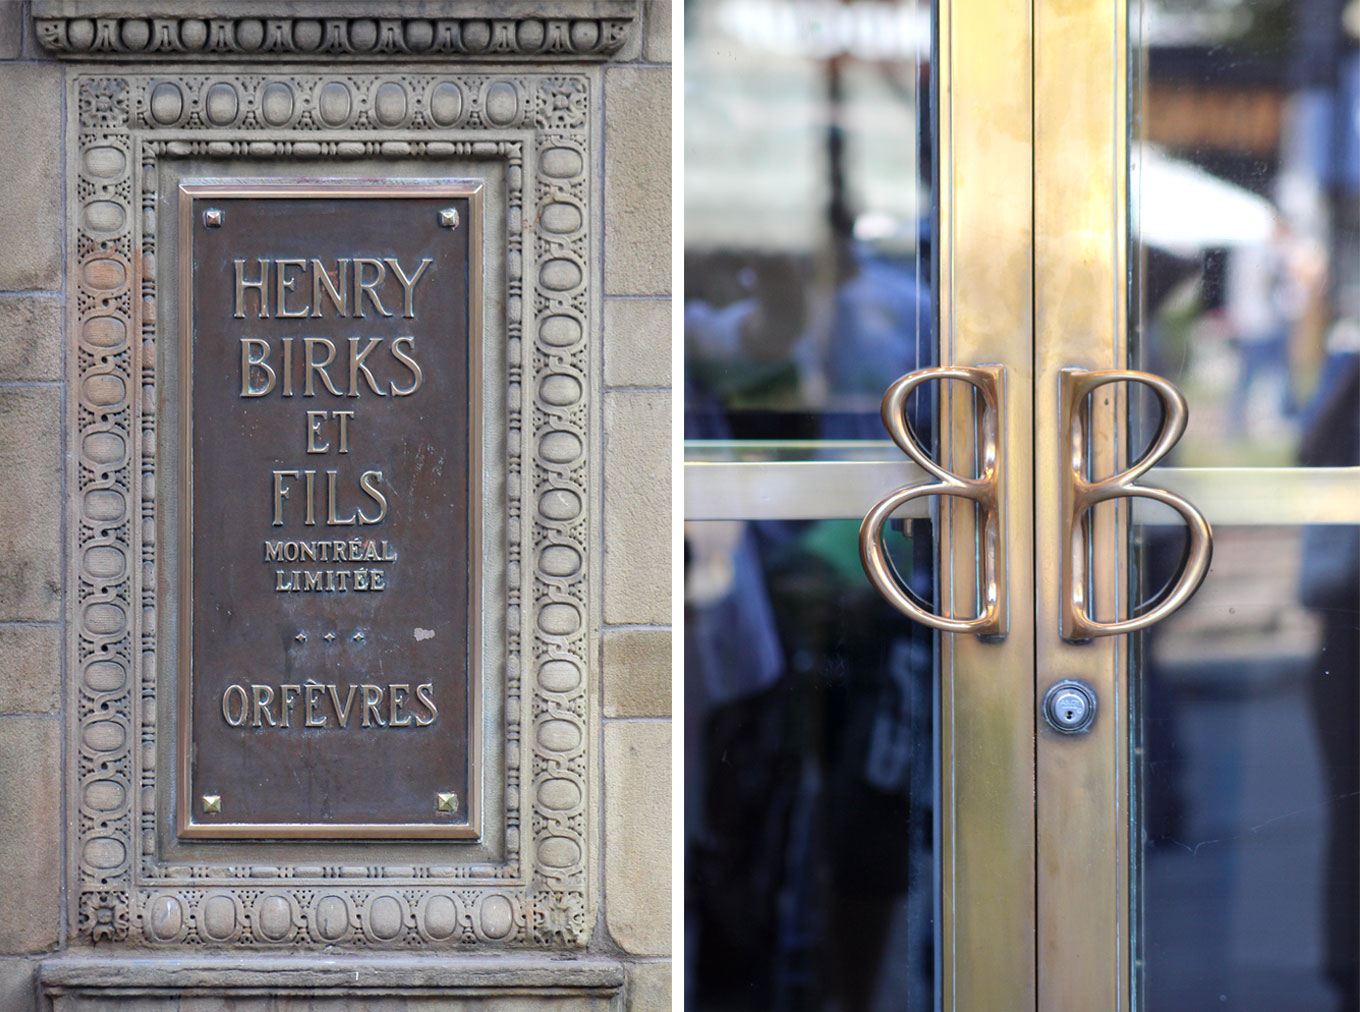 HENRY
BIRKS
ET
FILS
MONTRÉAL
LIMITÉE
ORFÈVRES
B B